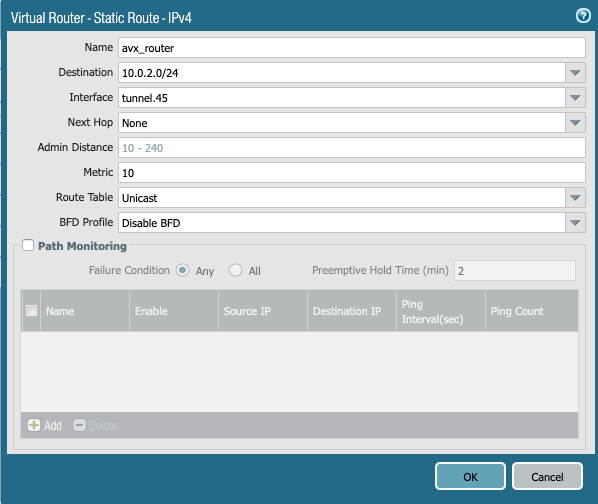 Virtual Router - Static Route - IPv4
?
Name avx_router
Destination 10.0.2.0/24
Interface tunnel.45
Next Hop None
Admin Distance 10 - 240
Metric 10
Route Table Unicast
BFD Profile Disable BFD
Path Monitoring
Failure Condition Any All Preemptive Hold Time (min) 2
Name Enable Source IP Destination IP Ping Interval(sec) Ping Count
Add Delete
OK Cancel